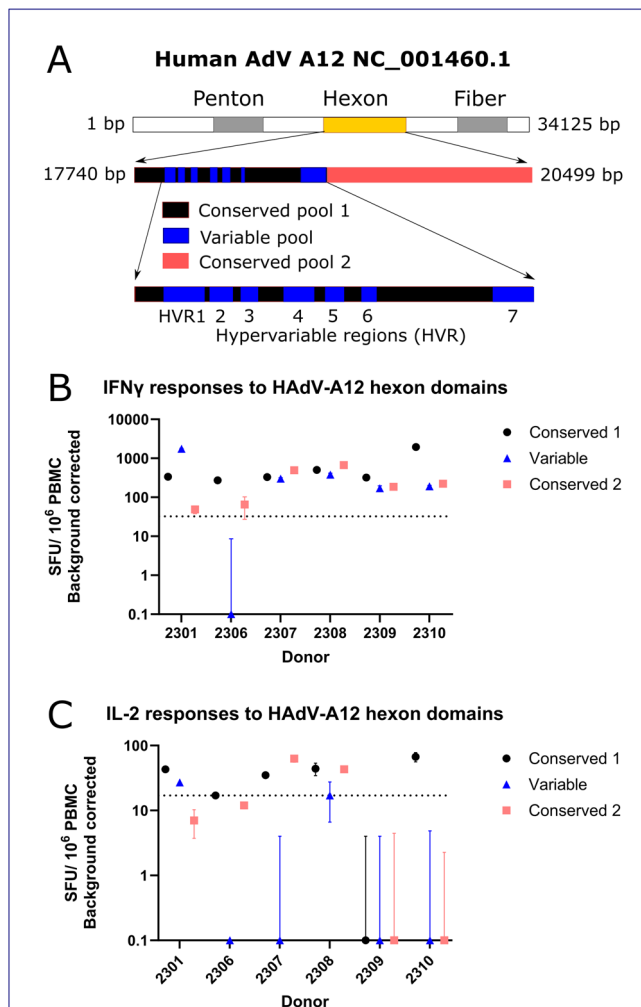 A
Human AdV A12 NC_001460.1
Penton Hexon Fiber
1 bp 34125 bp
17740 bp 20499 bp
Conserved pool 1
Variable pool
Conserved pool 2
HVR1 2 3 4 5 6 7
Hypervariable regions (HVR)
B
IFNγ responses to HAdV-A12 hexon domains
SFU/ 10⁶ PBMC
Background corrected
10000
1000
100
10
1
0.1
Conserved 1
Variable
Conserved 2
2301 2306 2307 2308 2309 2310
Donor
C
IL-2 responses to HAdV-A12 hexon domains
SFU/ 10⁶ PBMC
Background corrected
100
10
1
0.1
Conserved 1
Variable
Conserved 2
2301 2306 2307 2308 2309 2310
Donor